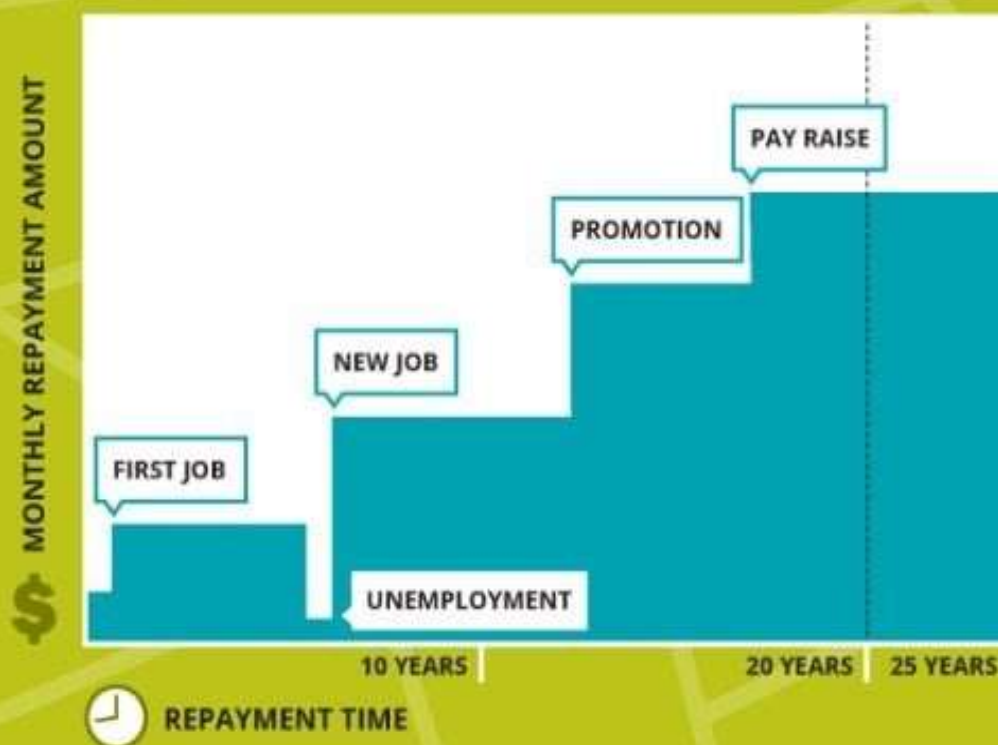 MONTHLY REPAYMENT AMOUNT
$
PAY RAISE
PROMOTION
NEW JOB
FIRST JOB
UNEMPLOYMENT
10 YEARS
20 YEARS
25 YEARS
REPAYMENT TIME